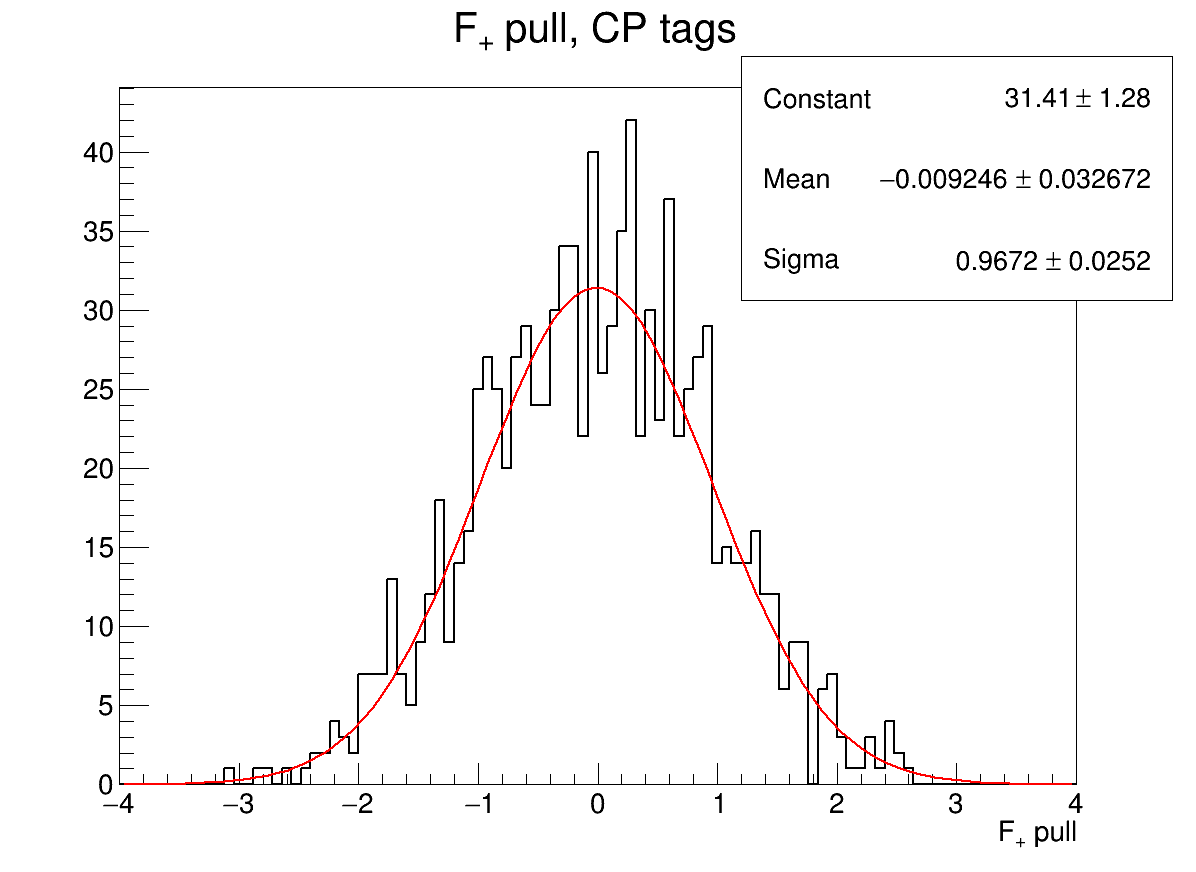 F₊ pull, CP tags
Constant 31.41 ± 1.28
Mean −0.009246 ± 0.032672
Sigma 0.9672 ± 0.0252
40
35
30
25
20
15
10
5
0
−4 −3 −2 −1 0 1 2 3 4
F₊ pull